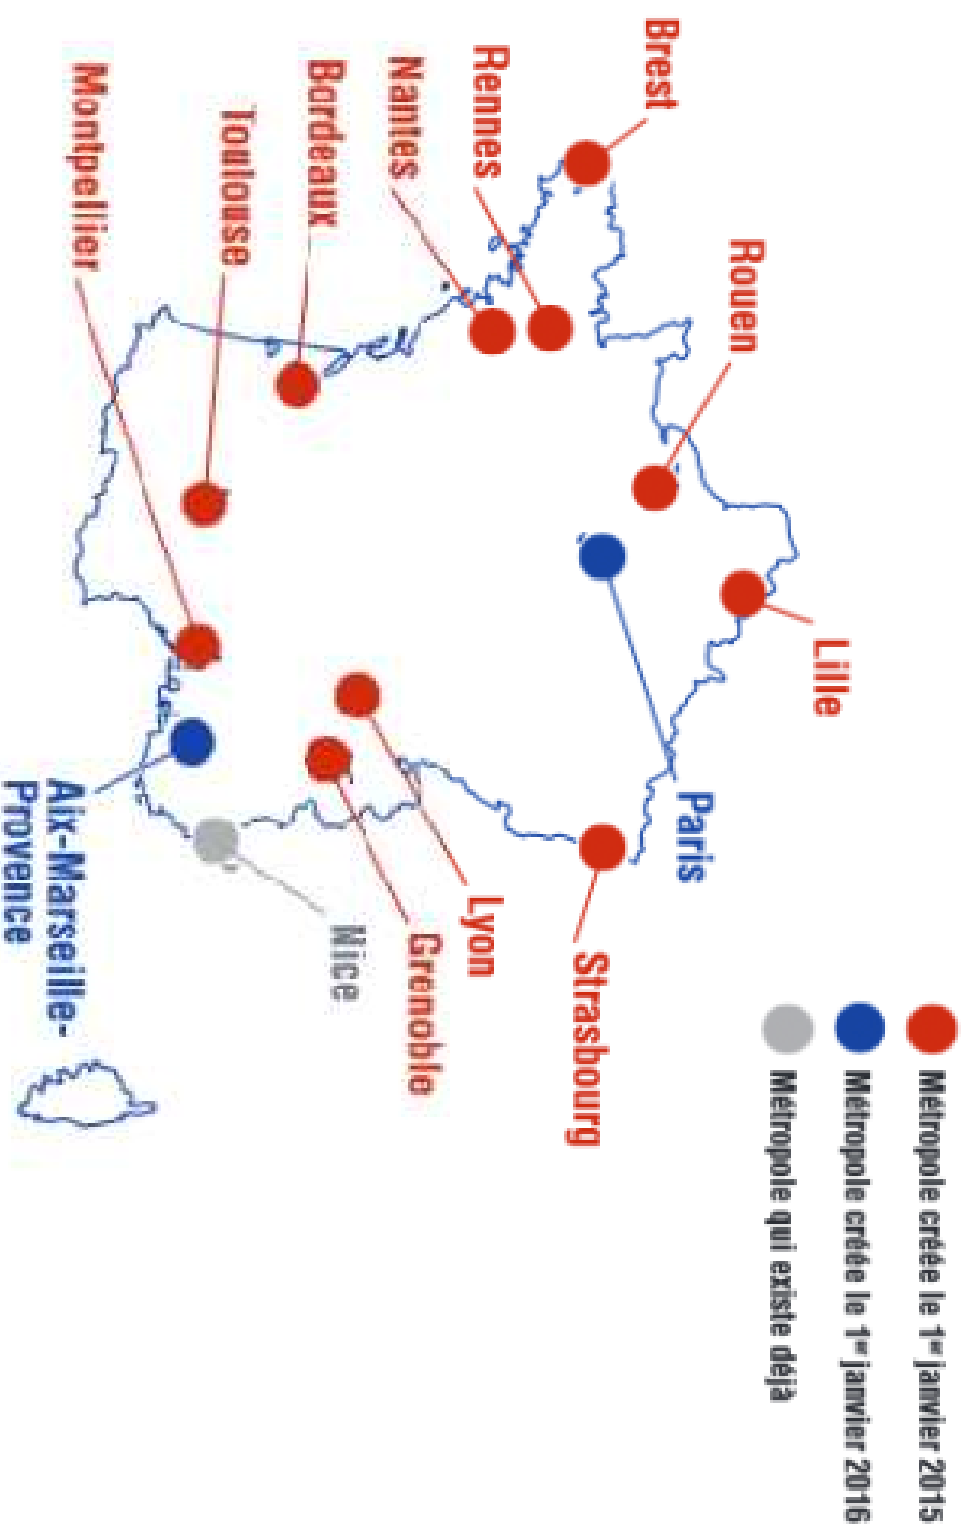 Métropole créée le 1er janvier 2015
Métropole créée le 1er janvier 2016
Métropole qui existe déjà
Lille
Rouen
Paris
Brest
Strasbourg
Rennes
Nantes
Lyon
Grenoble
Bordeaux
Nice
Toulouse
Montpellier
Aix-Marseille-
Provence